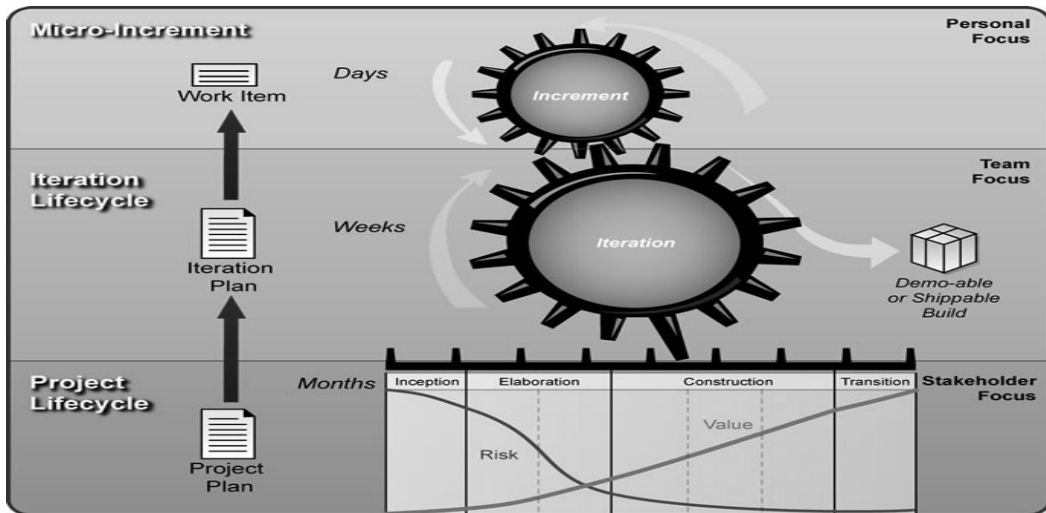 Micro-Increment
Personal
Focus
Days
Work Item
Increment
Iteration
Lifecycle
Team
Focus
Weeks
Iteration
Iteration
Plan
Demo-able
or Shippable
Build
Project
Lifecycle
Months
Inception
Elaboration
Construction
Transition
Stakeholder
Focus
Value
Risk
Project
Plan